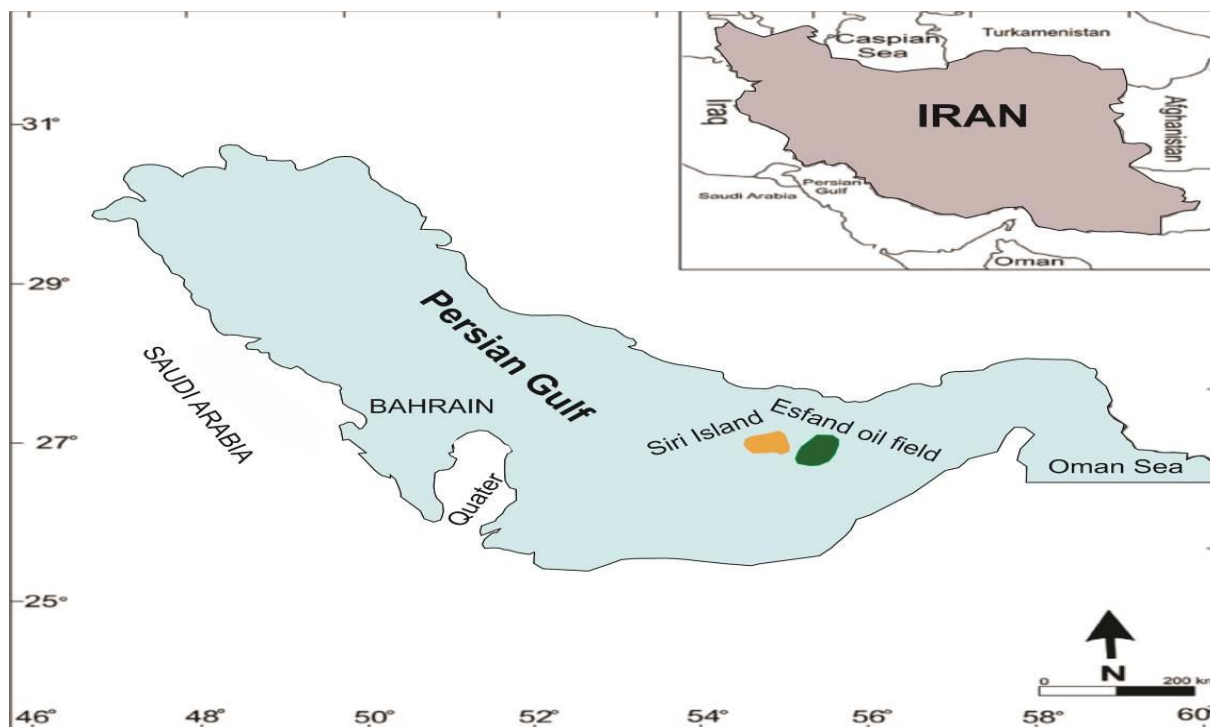 Caspian
Sea
Turkamenistan
Iraq
IRAN
Afghanistan
Saudi Arabia
Persian
Gulf
Oman
31°
29°
27°
25°
Persian Gulf
SAUDI ARABIA
BAHRAIN
Quater
Siri Island
Esfand oil field
Oman Sea
N
0 200 km
46° 48° 50° 52° 54° 56° 58° 60°